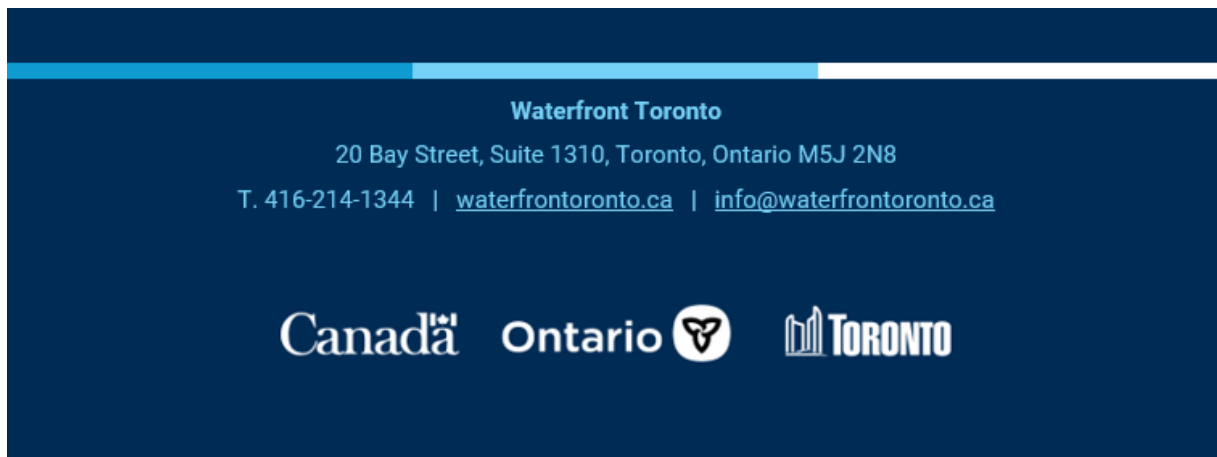 Waterfront Toronto
20 Bay Street, Suite 1310, Toronto, Ontario M5J 2N8
T. 416-214-1344 | waterfrontoronto.ca | info@waterfrontoronto.ca
Canada Ontario TORONTO